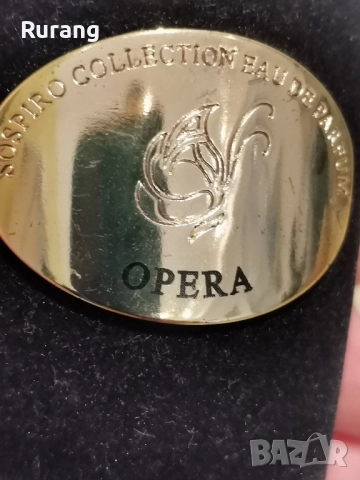 Rurang
SOSPIRO COLLECTION EAU DE PARFUM
OPERA
BAZAR